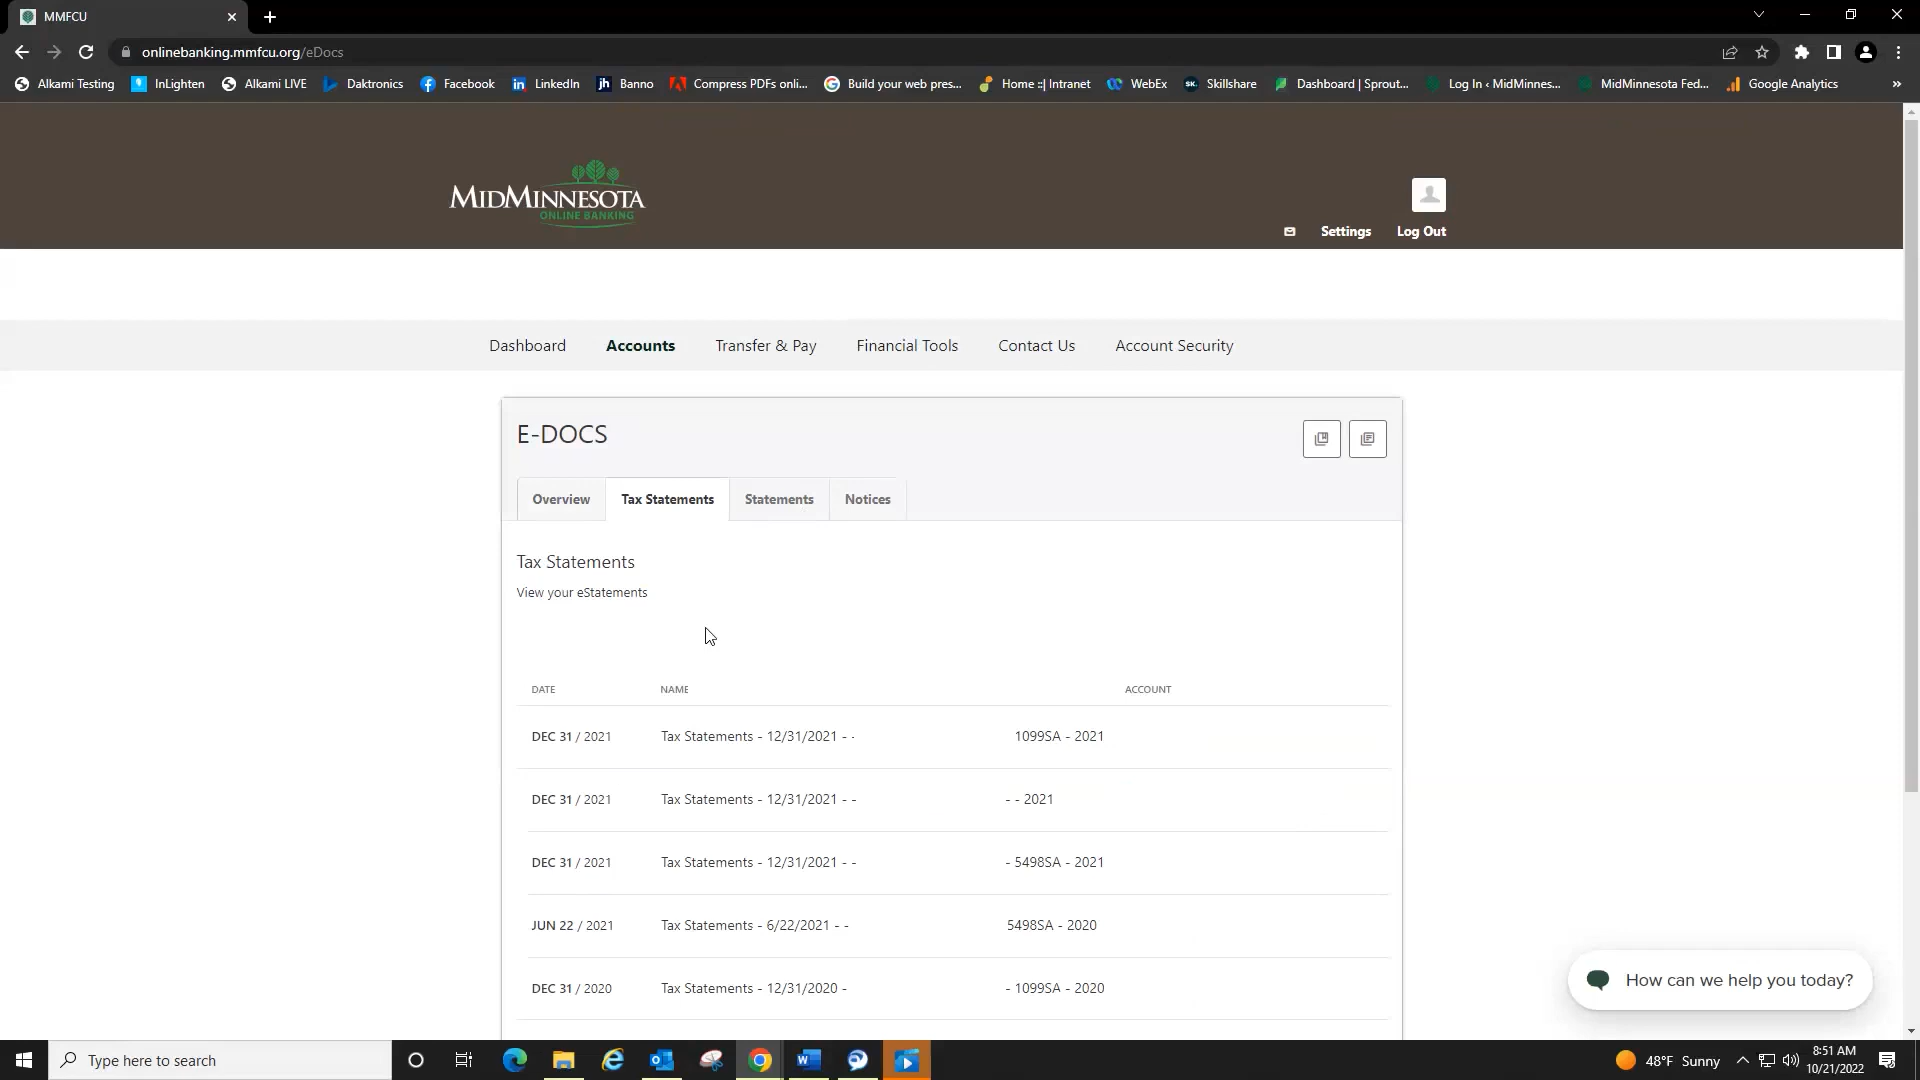 MMFCU
onlinebanking.mmfcu.org/eDocs
Alkami Testing InLighten Alkami LIVE Daktronics Facebook LinkedIn Banno Compress PDFs onli... Build your web pres... Home :: | Intranet WebEx Skillshare Dashboard | Sprout... Log In ‹ MidMinnes... MidMinnesota Fed... Google Analytics »
MIDMINNESOTA
ONLINE BANKING
Settings Log Out
Dashboard Accounts Transfer & Pay Financial Tools Contact Us Account Security
E-DOCS
Overview Tax Statements Statements Notices
Tax Statements
View your eStatements
DATE NAME ACCOUNT
DEC 31 / 2021 Tax Statements - 12/31/2021 - - 1099SA - 2021
DEC 31 / 2021 Tax Statements - 12/31/2021 - - - - 2021
DEC 31 / 2021 Tax Statements - 12/31/2021 - - - 5498SA - 2021
JUN 22 / 2021 Tax Statements - 6/22/2021 - - 5498SA - 2020
DEC 31 / 2020 Tax Statements - 12/31/2020 - - 1099SA - 2020
How can we help you today?
Type here to search
48°F Sunny
8:51 AM
10/21/2022